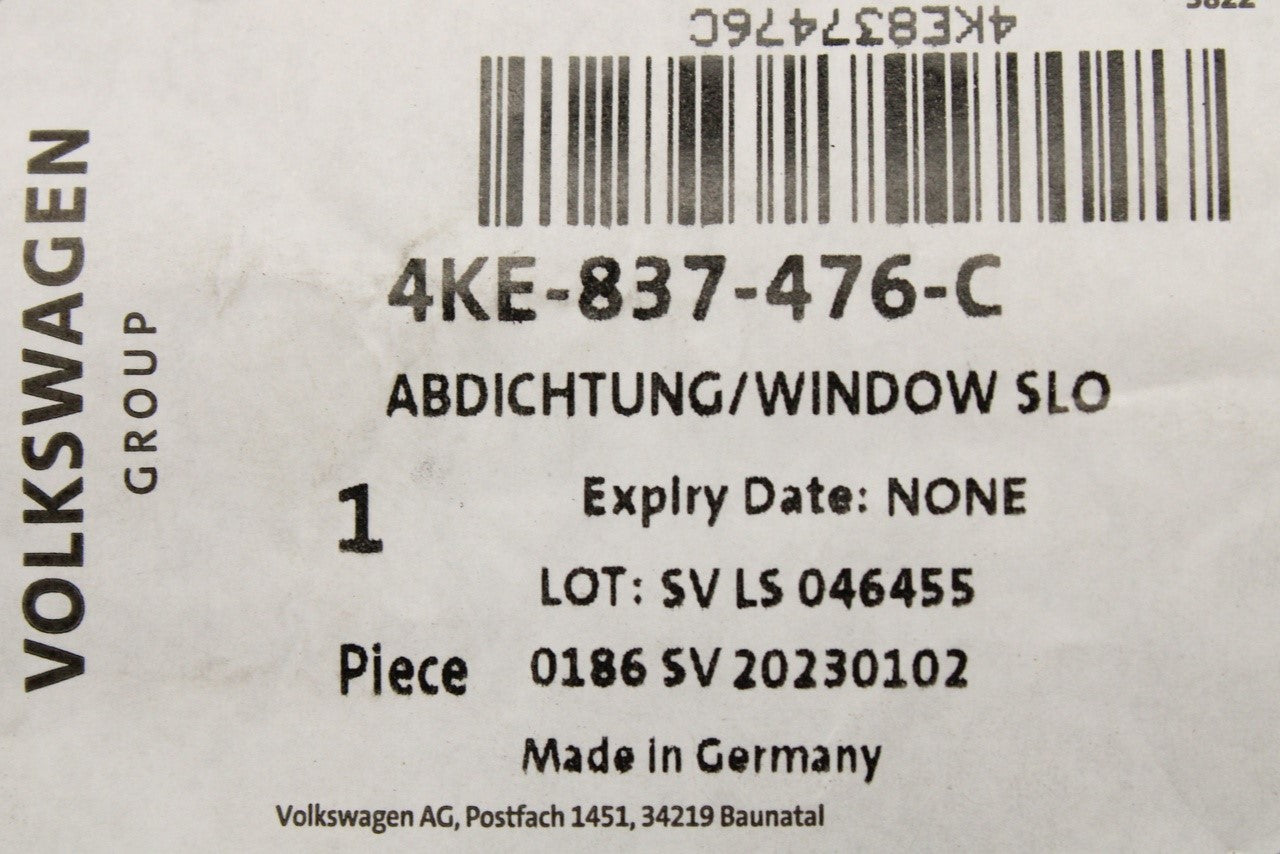 3822
4KE837476C
VOLKSWAGEN
GROUP
4KE-837-476-C
ABDICHTUNG/WINDOW SLO
1
Expiry Date: NONE
LOT: SV LS 046455
Piece 0186 SV 20230102
Made in Germany
Volkswagen AG, Postfach 1451, 34219 Baunatal